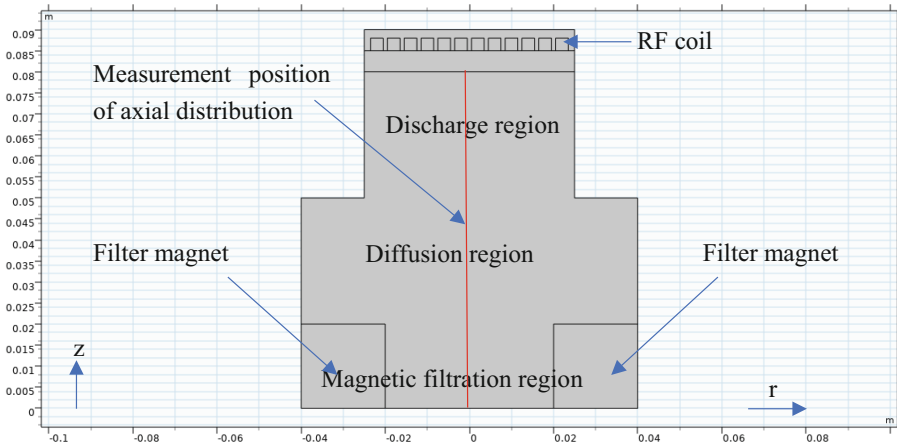 m
0.09
RF coil
0.085
Measurement position
of axial distribution
0.08
0.075
0.07
Discharge region
0.065
0.06
0.055
0.05
0.045
0.04
Filter magnet
Diffusion region
Filter magnet
0.035
0.03
0.025
0.02
0.015
z
0.01
Magnetic filtration region
r
0.005
0
m
-0.1 -0.08 -0.06 -0.04 -0.02 0 0.02 0.04 0.06 0.08